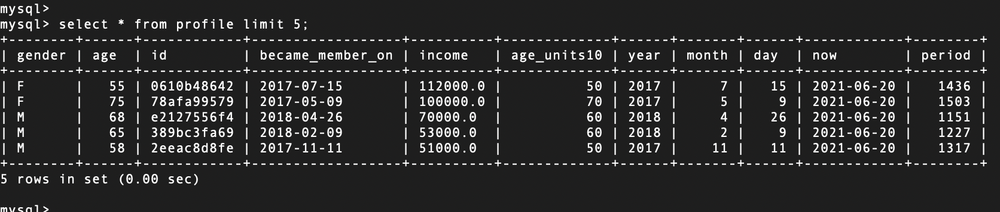 mysql>
mysql> select * from profile limit 5;
+--------+------+------------+------------------+----------+-------------+------+-------+------+------------+--------+
| gender | age  | id         | became_member_on | income   | age_units10 | year | month | day  | now        | period |
+--------+------+------------+------------------+----------+-------------+------+-------+------+------------+--------+
| F      |   55 | 0610b48642 | 2017-07-15       | 112000.0 |          50 | 2017 |     7 |   15 | 2021-06-20 |   1436 |
| F      |   75 | 78afa99579 | 2017-05-09       | 100000.0 |          70 | 2017 |     5 |    9 | 2021-06-20 |   1503 |
| M      |   68 | e2127556f4 | 2018-04-26       | 70000.0  |          60 | 2018 |     4 |   26 | 2021-06-20 |   1151 |
| M      |   65 | 389bc3fa69 | 2018-02-09       | 53000.0  |          60 | 2018 |     2 |    9 | 2021-06-20 |   1227 |
| M      |   58 | 2eeac8d8fe | 2017-11-11       | 51000.0  |          50 | 2017 |    11 |   11 | 2021-06-20 |   1317 |
+--------+------+------------+------------------+----------+-------------+------+-------+------+------------+--------+
5 rows in set (0.00 sec)
mysql>